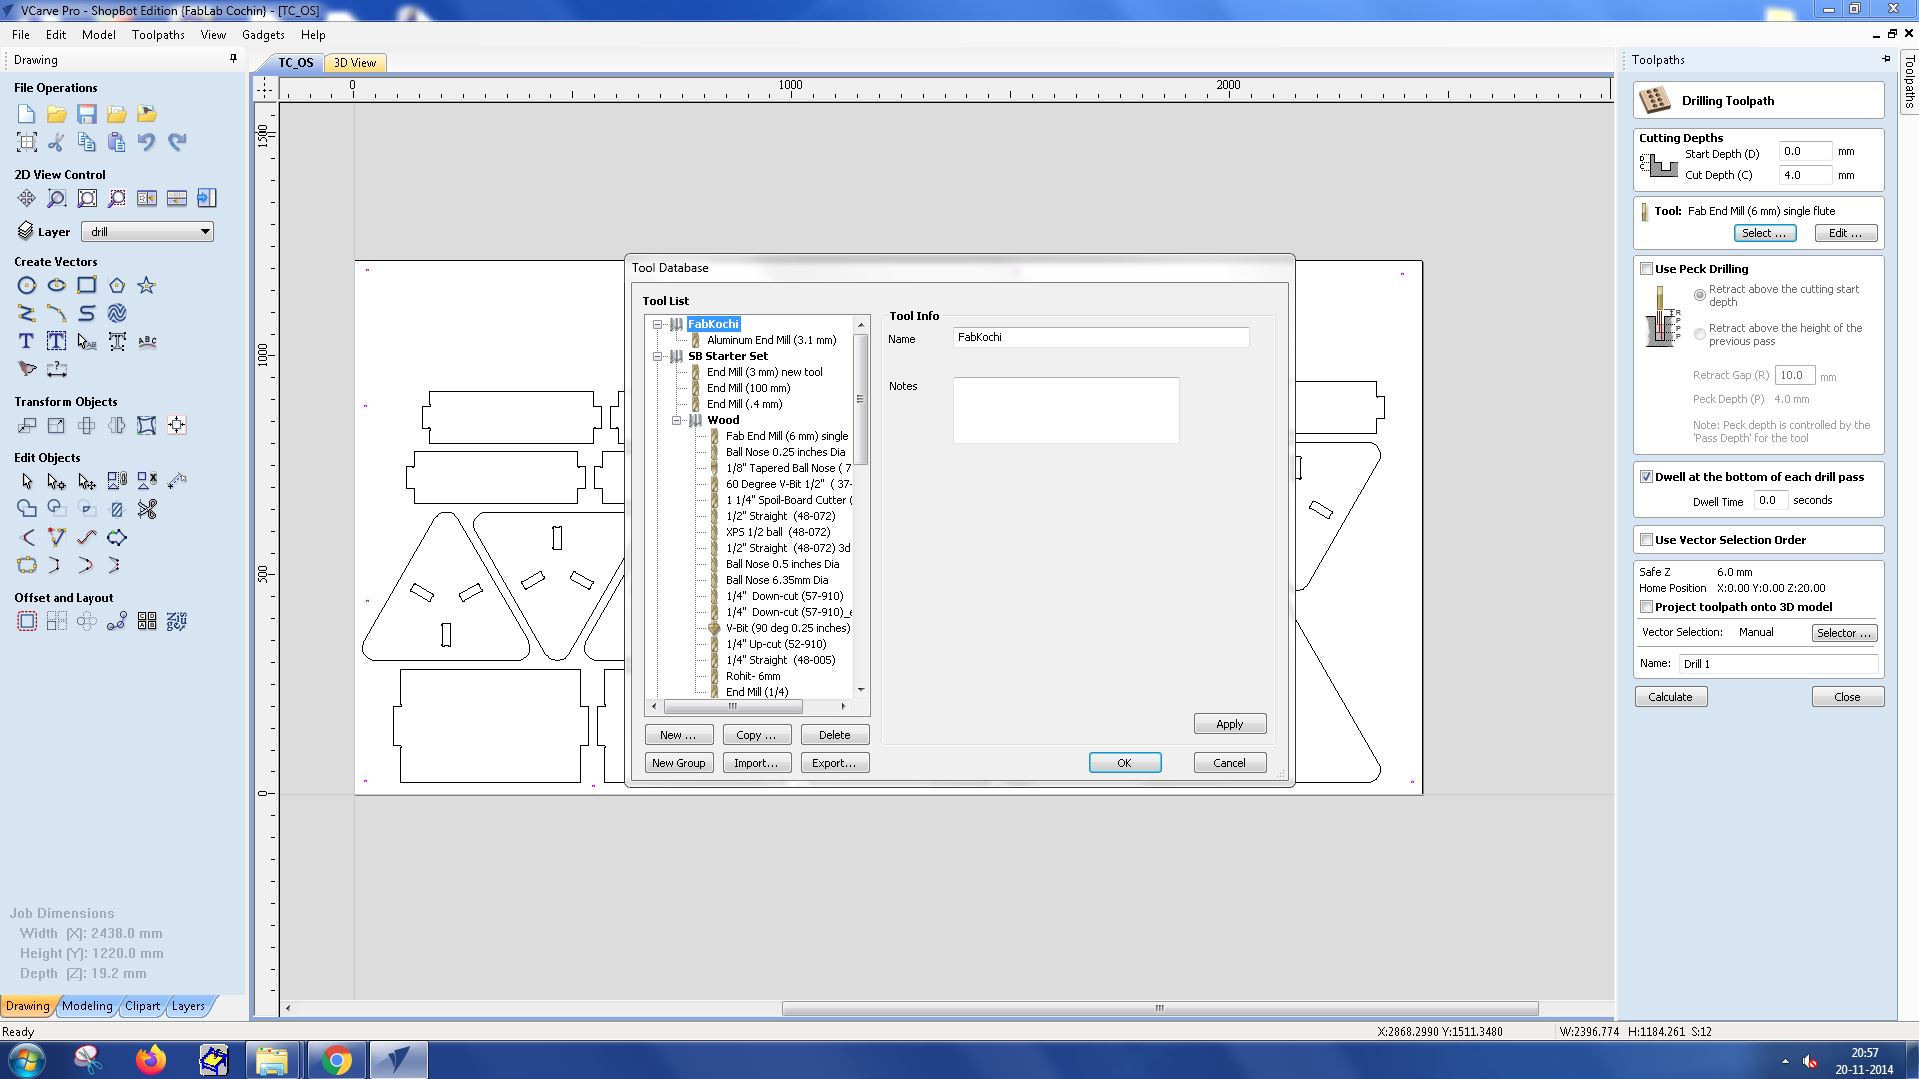 VCarve Pro - ShopBot Edition {FabLab Cochin} - [TC_OS]
File Edit Model Toolpaths View Gadgets Help
Drawing
File Operations
2D View Control
Layer drill
Create Vectors
Transform Objects
Edit Objects
Offset and Layout
Job Dimensions
Width (X): 2438.0 mm
Height (Y): 1220.0 mm
Depth (Z): 19.2 mm
Drawing Modeling Clipart Layers
Ready
TC_OS 3D View
0 1000 2000
1500
1000
500
0
Tool Database
Tool List
FabKochi
Aluminum End Mill (3.1 mm)
SB Starter Set
End Mill (3 mm) new tool
End Mill (100 mm)
End Mill (.4 mm)
Wood
Fab End Mill (6 mm) single
Ball Nose 0.25 inches Dia
1/8" Tapered Ball Nose ( 7
60 Degree V-Bit 1/2" ( 37-
1 1/4" Spoil-Board Cutter (
1/2" Straight (48-072)
XPS 1/2 ball (48-072)
1/2" Straight (48-072) 3d
Ball Nose 0.5 inches Dia
Ball Nose 6.35mm Dia
1/4" Down-cut (57-910)
1/4" Down-cut (57-910)_e
V-Bit (90 deg 0.25 inches)
1/4" Up-cut (52-910)
1/4" Straight (48-005)
Rohit- 6mm
End Mill (1/4)
New ... Copy ... Delete
New Group Import... Export...
Tool Info
Name FabKochi
Notes
Apply
OK Cancel
Toolpaths
Toolpaths
Drilling Toolpath
Cutting Depths
Start Depth (D) 0.0 mm
Cut Depth (C) 4.0 mm
Tool: Fab End Mill (6 mm) single flute
Select ... Edit ...
Use Peck Drilling
Retract above the cutting start
depth
Retract above the height of the
previous pass
Retract Gap (R) 10.0 mm
Peck Depth (P) 4.0 mm
Note: Peck depth is controlled by the
'Pass Depth' for the tool
Dwell at the bottom of each drill pass
Dwell Time 0.0 seconds
Use Vector Selection Order
Safe Z 6.0 mm
Home Position X:0.00 Y:0.00 Z:20.00
Project toolpath onto 3D model
Vector Selection: Manual Selector ...
Name: Drill 1
Calculate Close
X:2868.2990 Y:1511.3480 W:2396.774 H:1184.261 S:12
20:57
20-11-2014